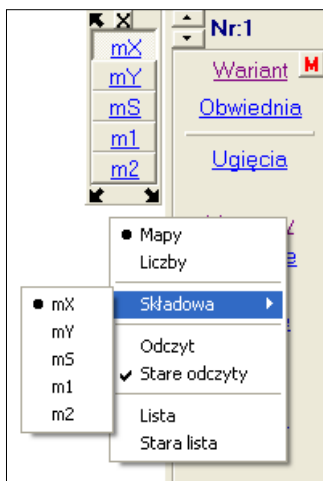 X
mX
mY
mS
m1
m2
Nr:1
Wariant M
Obwiednia
Ugięcia
Mapy
Liczby
Składowa
Odczyt
Stare odczyty
Lista
Stara lista
mX
mY
mS
m1
m2